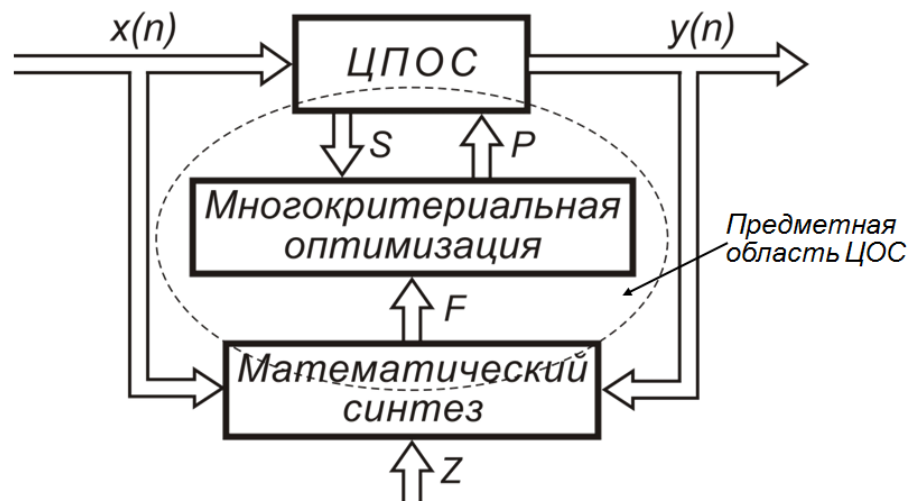 x(n)
y(n)
ЦПОС
S
P
Многокритериальная
оптимизация
Предметная
область ЦОС
F
Математический
синтез
Z